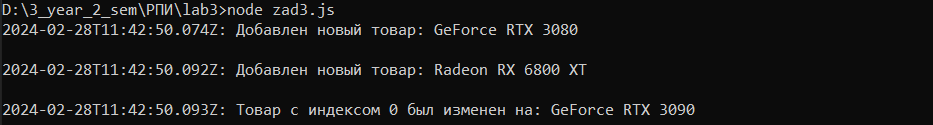 D:\3_year_2_sem\РПИ\lab3>node zad3.js
2024-02-28T11:42:50.074Z: Добавлен новый товар: GeForce RTX 3080
2024-02-28T11:42:50.092Z: Добавлен новый товар: Radeon RX 6800 XT
2024-02-28T11:42:50.093Z: Товар с индексом 0 был изменен на: GeForce RTX 3090